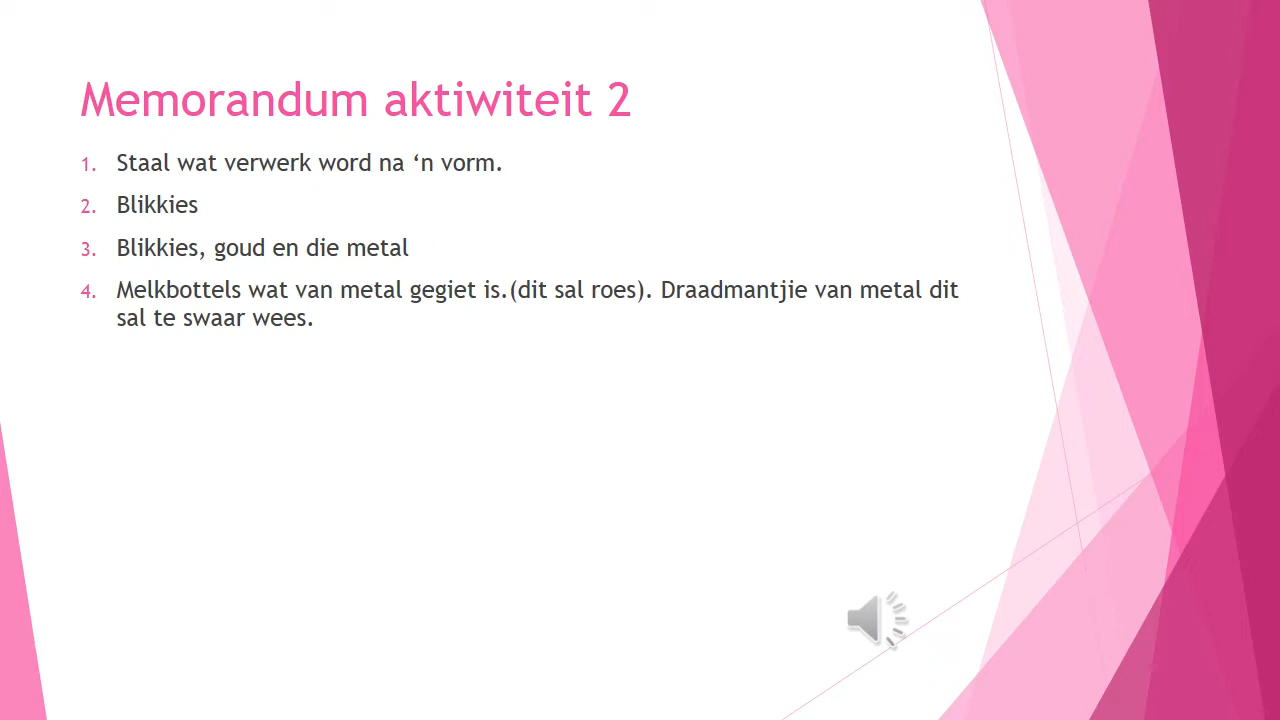 Memorandum aktiwiteit 2
1. Staal wat verwerk word na ‘n vorm.
2. Blikkies
3. Blikkies, goud en die metal
4. Melkbottels wat van metal gegiet is.(dit sal roes). Draadmantjie van metal dit
sal te swaar wees.